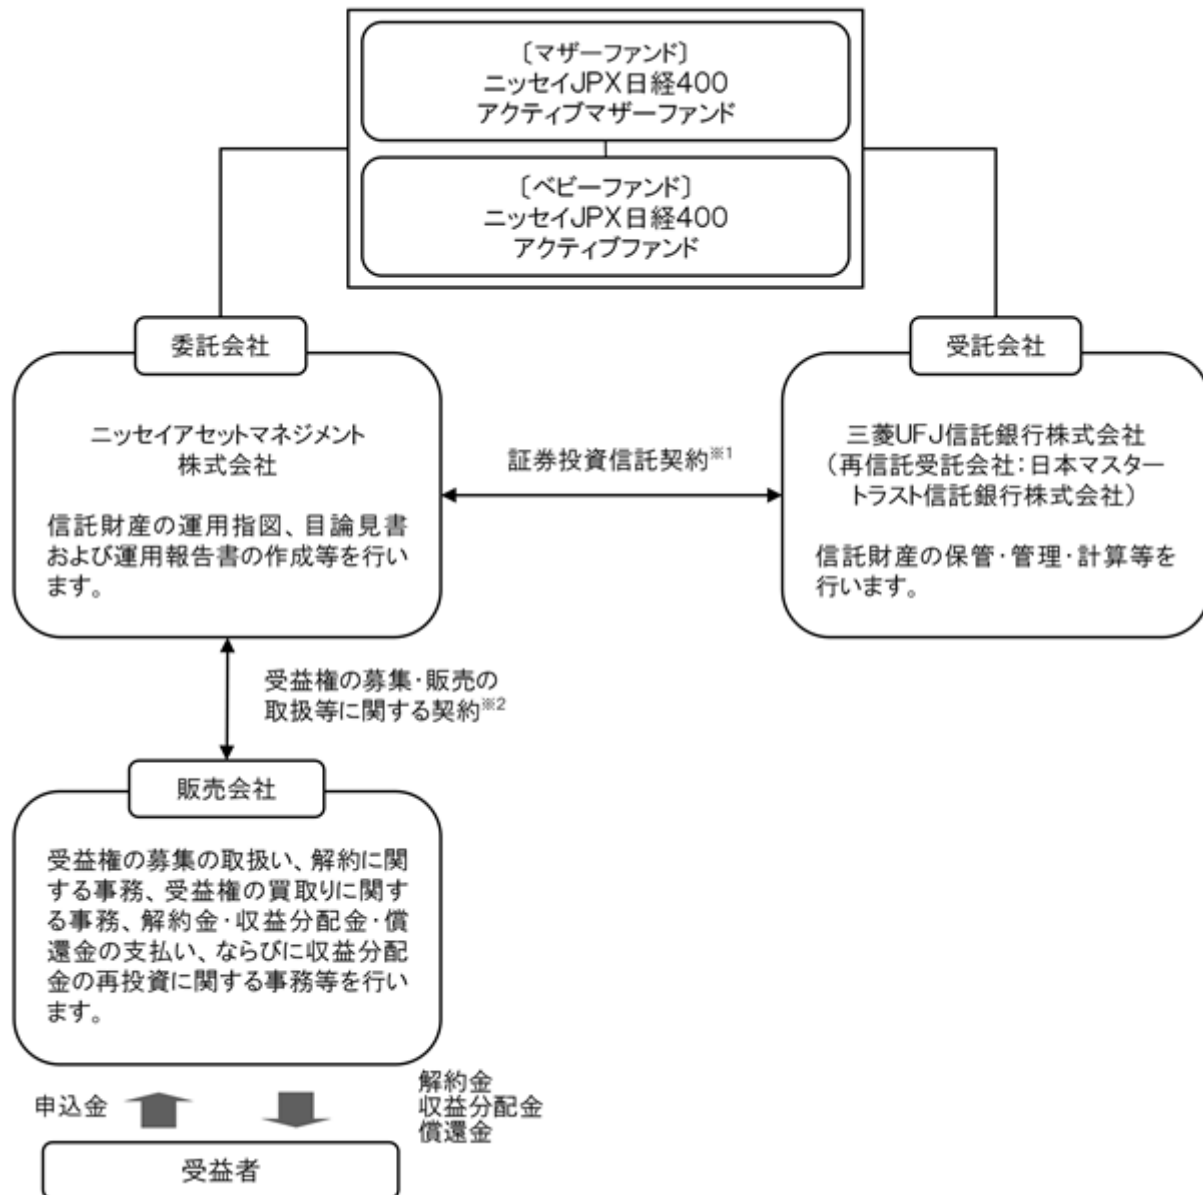 〔マザーファンド〕
ニッセイJPX日経400
アクティブマザーファンド
〔ベビーファンド〕
ニッセイJPX日経400
アクティブファンド
委託会社
ニッセイアセットマネジメント
株式会社
信託財産の運用指図、目論見書
および運用報告書の作成等を行い
ます。
証券投資信託契約※1
受託会社
三菱UFJ信託銀行株式会社
（再信託受託会社：日本マスター
トラスト信託銀行株式会社）
信託財産の保管・管理・計算等を
行います。
受益権の募集・販売の
取扱等に関する契約※2
販売会社
受益権の募集の取扱い、解約に関
する事務、受益権の買取りに関す
る事務、解約金・収益分配金・償
還金の支払い、ならびに収益分配
金の再投資に関する事務等を行い
ます。
申込金
解約金
収益分配金
償還金
受益者